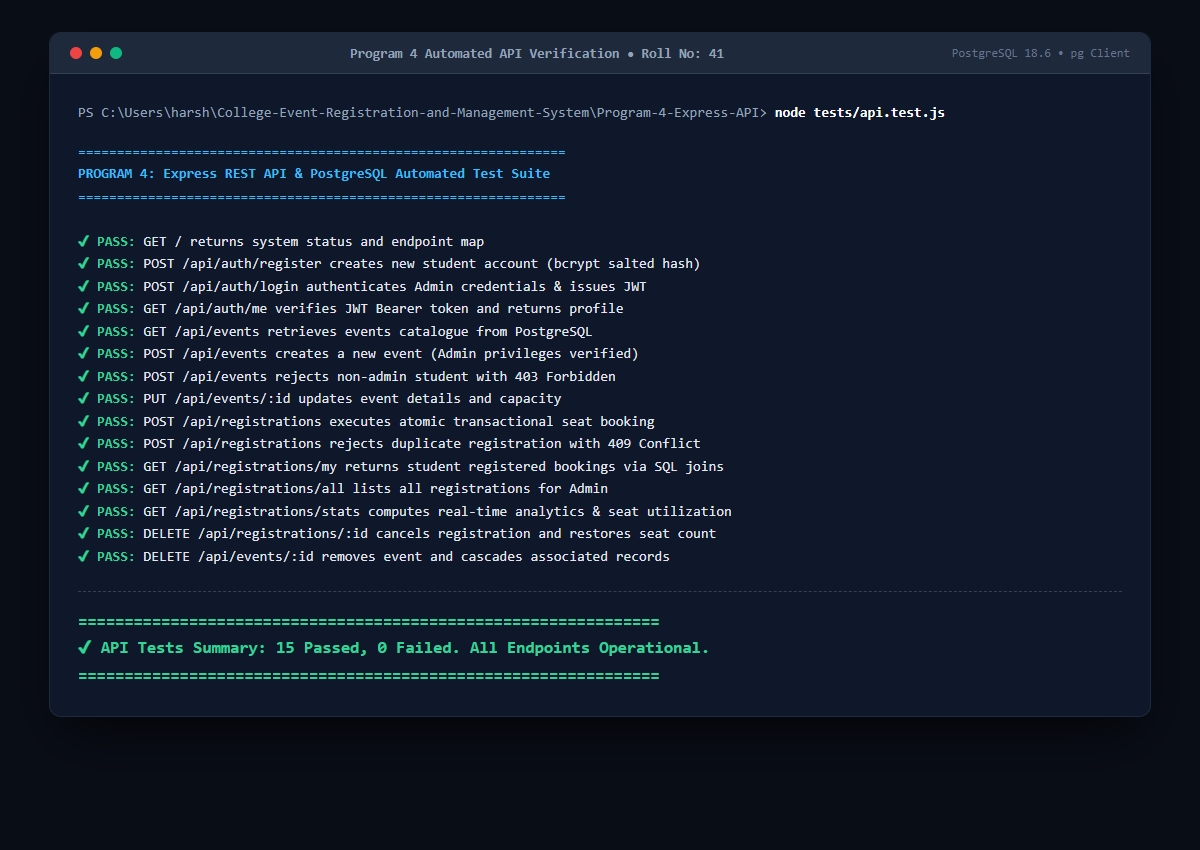 Program 4 Automated API Verification • Roll No: 41
PostgreSQL 18.6 • pg Client
PS C:\Users\harsh\College-Event-Registration-and-Management-System\Program-4-Express-API> node tests/api.test.js
===============================================================
PROGRAM 4: Express REST API & PostgreSQL Automated Test Suite
===============================================================
✔ PASS: GET / returns system status and endpoint map
✔ PASS: POST /api/auth/register creates new student account (bcrypt salted hash)
✔ PASS: POST /api/auth/login authenticates Admin credentials & issues JWT
✔ PASS: GET /api/auth/me verifies JWT Bearer token and returns profile
✔ PASS: GET /api/events retrieves events catalogue from PostgreSQL
✔ PASS: POST /api/events creates a new event (Admin privileges verified)
✔ PASS: POST /api/events rejects non-admin student with 403 Forbidden
✔ PASS: PUT /api/events/:id updates event details and capacity
✔ PASS: POST /api/registrations executes atomic transactional seat booking
✔ PASS: POST /api/registrations rejects duplicate registration with 409 Conflict
✔ PASS: GET /api/registrations/my returns student registered bookings via SQL joins
✔ PASS: GET /api/registrations/all lists all registrations for Admin
✔ PASS: GET /api/registrations/stats computes real-time analytics & seat utilization
✔ PASS: DELETE /api/registrations/:id cancels registration and restores seat count
✔ PASS: DELETE /api/events/:id removes event and cascades associated records
===============================================================
✔ API Tests Summary: 15 Passed, 0 Failed. All Endpoints Operational.
===============================================================